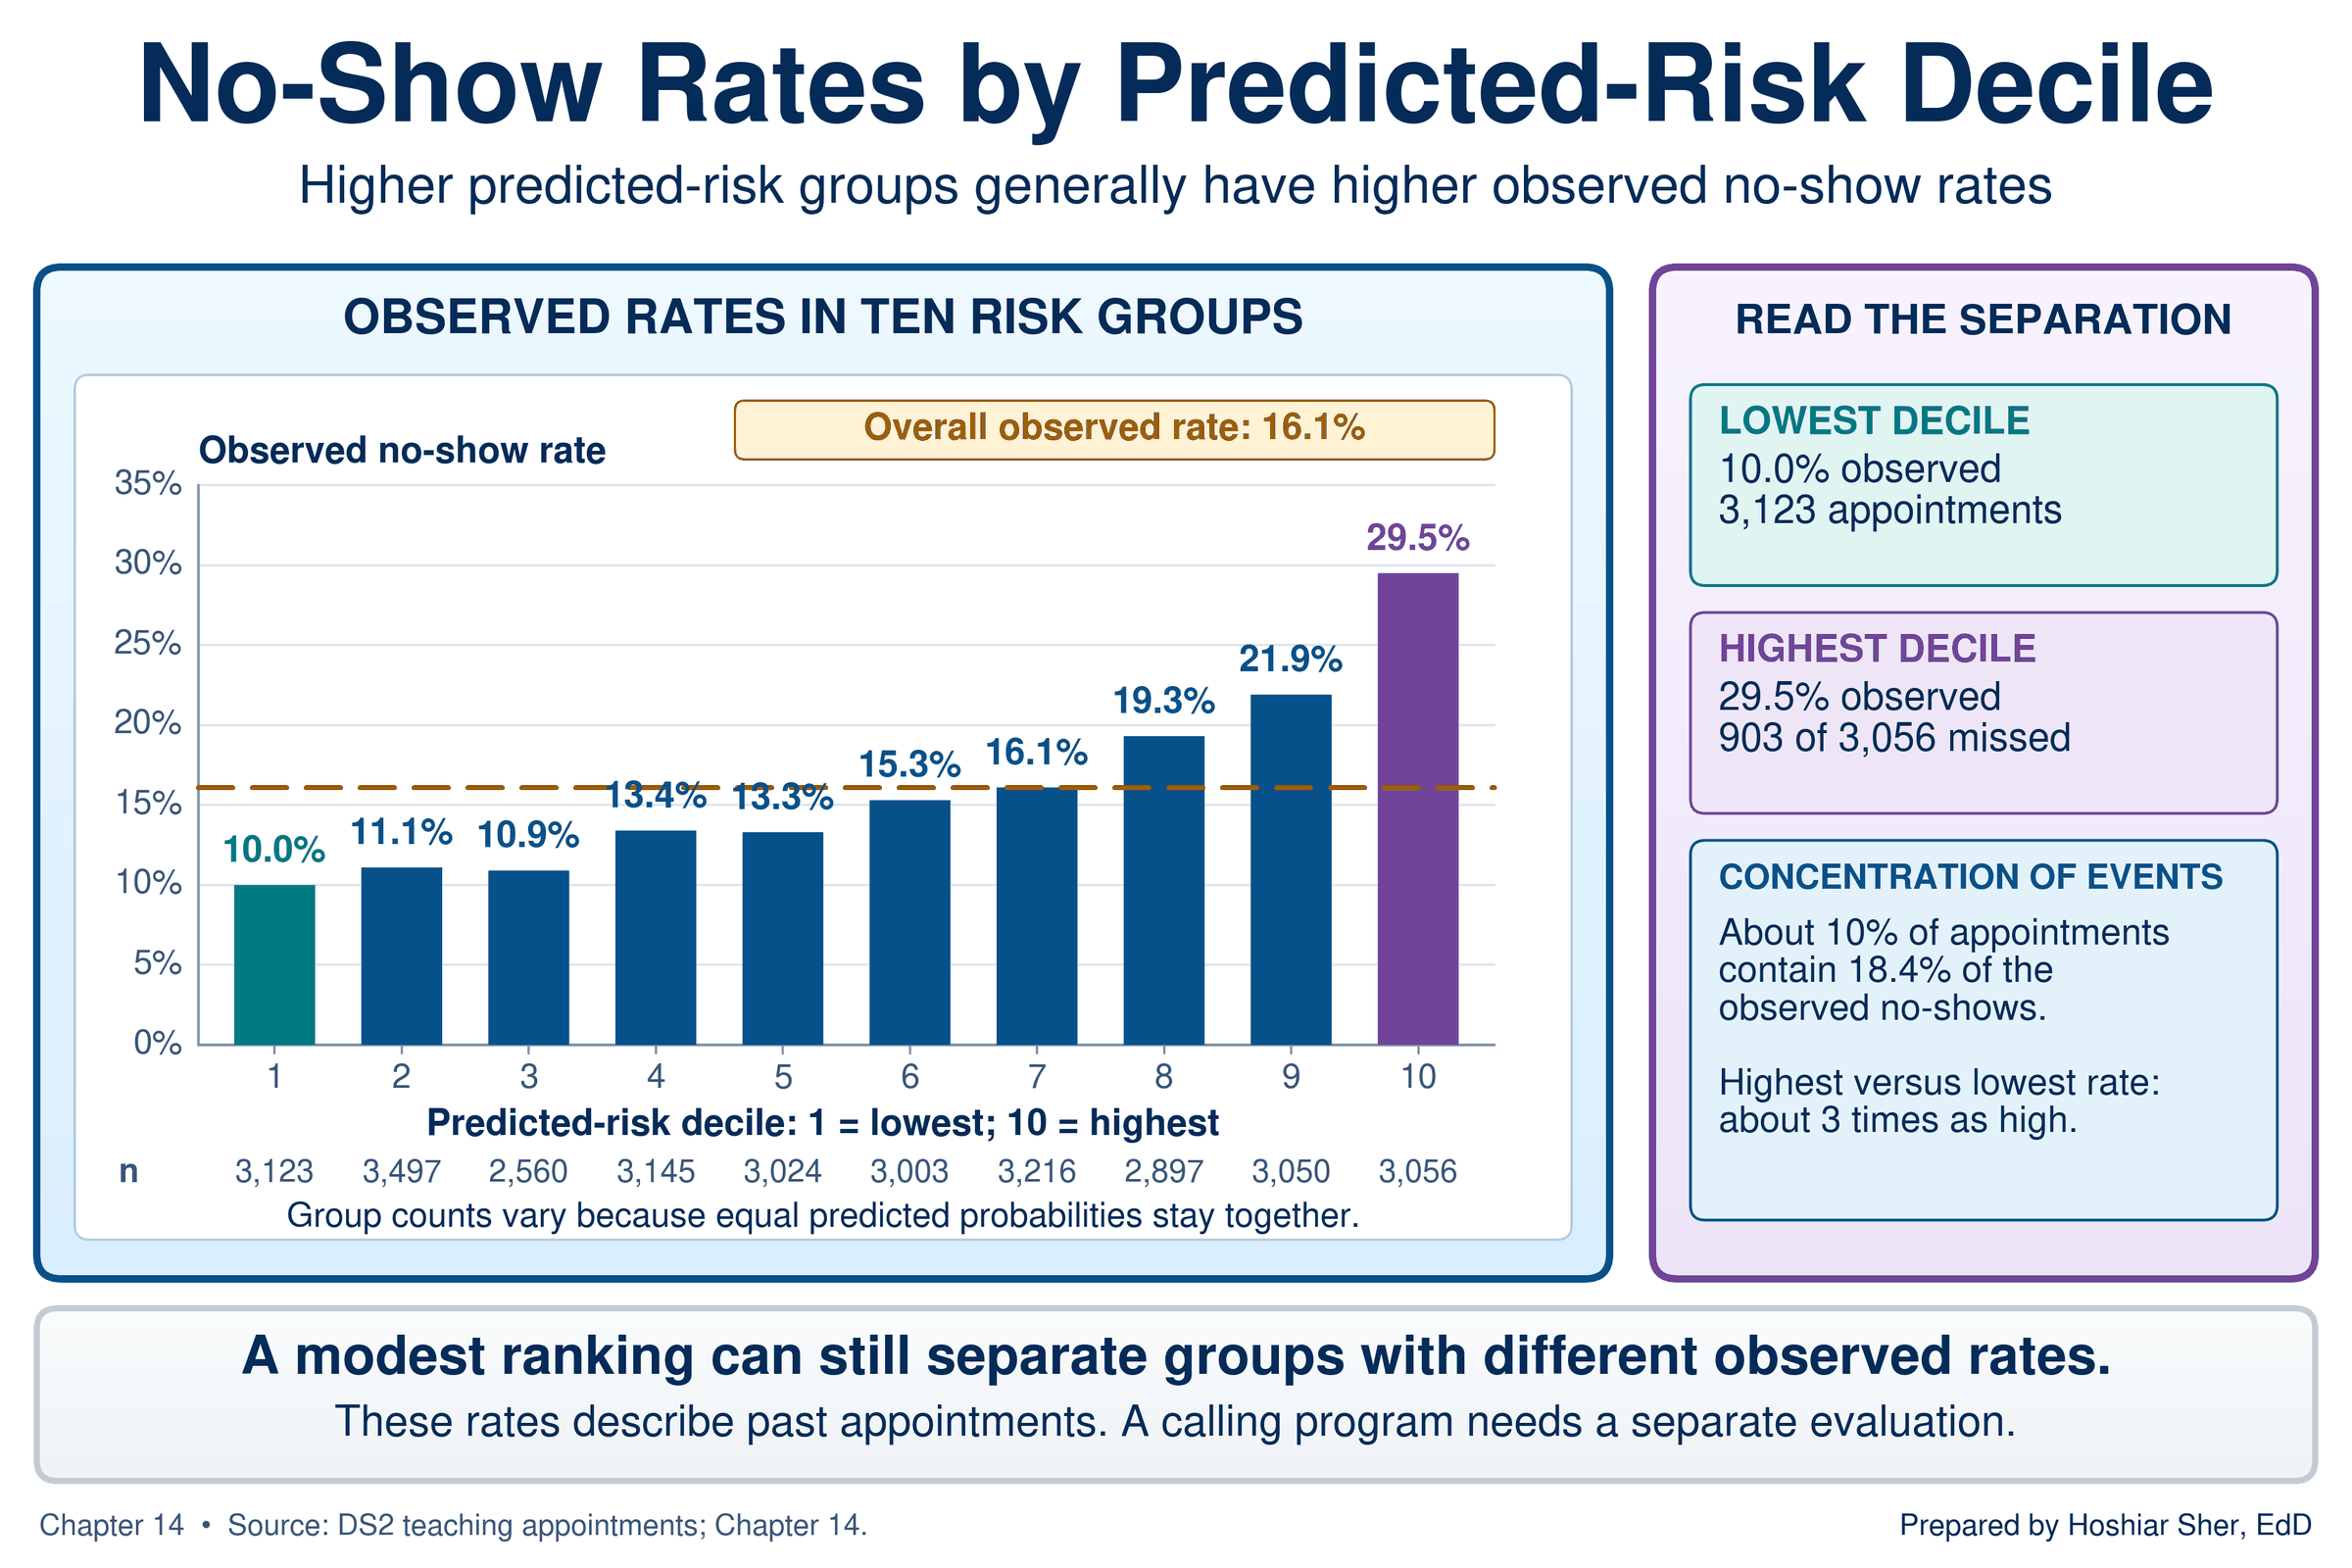 No-Show Rates by Predicted-Risk Decile
Higher predicted-risk groups generally have higher observed no-show rates
OBSERVED RATES IN TEN RISK GROUPS
Overall observed rate: 16.1%
Observed no-show rate
35%
30%
25%
20%
15%
10%
5%
0%
10.0%
11.1%
10.9%
13.4%
13.3%
15.3%
16.1%
19.3%
21.9%
29.5%
1 2 3 4 5 6 7 8 9 10
Predicted-risk decile: 1 = lowest; 10 = highest
n 3,123 3,497 2,560 3,145 3,024 3,003 3,216 2,897 3,050 3,056
Group counts vary because equal predicted probabilities stay together.
READ THE SEPARATION
LOWEST DECILE
10.0% observed
3,123 appointments
HIGHEST DECILE
29.5% observed
903 of 3,056 missed
CONCENTRATION OF EVENTS
About 10% of appointments
contain 18.4% of the
observed no-shows.
Highest versus lowest rate:
about 3 times as high.
A modest ranking can still separate groups with different observed rates.
These rates describe past appointments. A calling program needs a separate evaluation.
Chapter 14 • Source: DS2 teaching appointments; Chapter 14.
Prepared by Hoshiar Sher, EdD